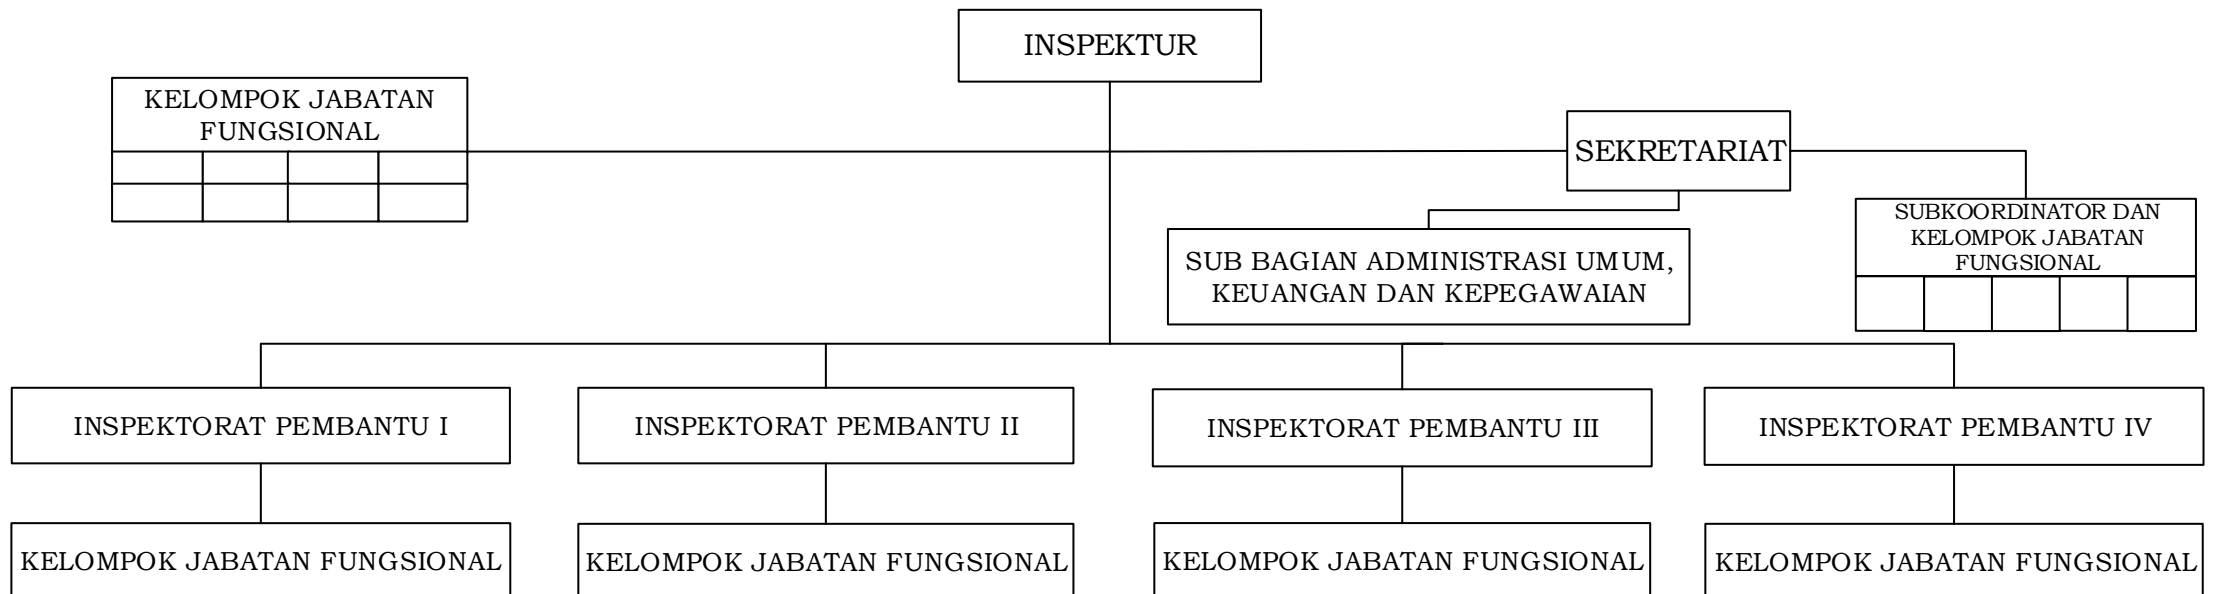 INSPEKTUR
KELOMPOK JABATAN
FUNGSIONAL
SEKRETARIAT
SUBKOORDINATOR DAN
KELOMPOK JABATAN
FUNGSIONAL
SUB BAGIAN ADMINISTRASI UMUM,
KEUANGAN DAN KEPEGAWAIAN
INSPEKTORAT PEMBANTU I
INSPEKTORAT PEMBANTU II
INSPEKTORAT PEMBANTU III
INSPEKTORAT PEMBANTU IV
KELOMPOK JABATAN FUNGSIONAL
KELOMPOK JABATAN FUNGSIONAL
KELOMPOK JABATAN FUNGSIONAL
KELOMPOK JABATAN FUNGSIONAL